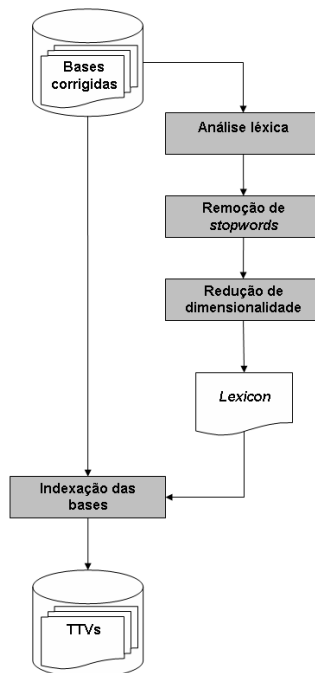 Bases
corrigidas
Análise léxica
Remoção de
stopwords
Redução de
dimensionalidade
Lexicon
Indexação das
bases
TTVs